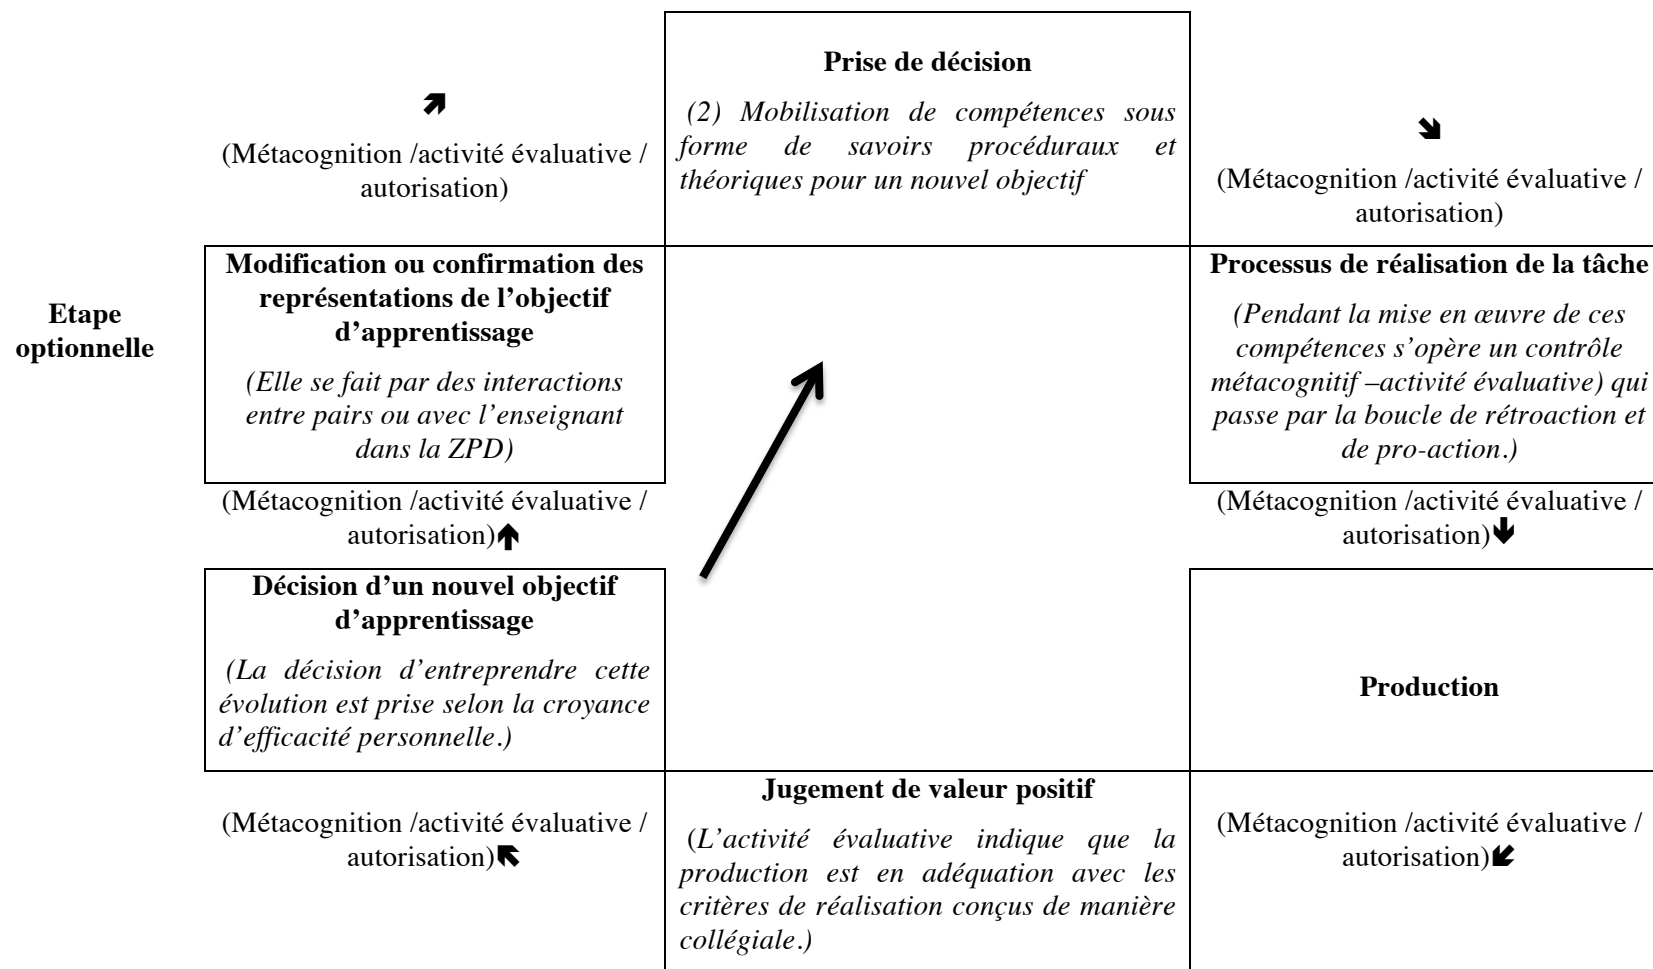 Prise de décision
(2) Mobilisation de compétences sous
forme de savoirs procéduraux et
théoriques pour un nouvel objectif
(Métacognition /activité évaluative /
autorisation)
(Métacognition /activité évaluative /
autorisation)
Etape
optionnelle
Modification ou confirmation des
représentations de l’objectif
d’apprentissage
(Elle se fait par des interactions
entre pairs ou avec l’enseignant
dans la ZPD)
Processus de réalisation de la tâche
(Pendant la mise en œuvre de ces
compétences s’opère un contrôle
métacognitif –activité évaluative) qui
passe par la boucle de rétroaction et
de pro-action.)
(Métacognition /activité évaluative /
autorisation)
(Métacognition /activité évaluative /
autorisation)
Décision d’un nouvel objectif
d’apprentissage
(La décision d’entreprendre cette
évolution est prise selon la croyance
d’efficacité personnelle.)
Production
(Métacognition /activité évaluative /
autorisation)
Jugement de valeur positif
(L’activité évaluative indique que la
production est en adéquation avec les
critères de réalisation conçus de manière
collégiale.)
(Métacognition /activité évaluative /
autorisation)